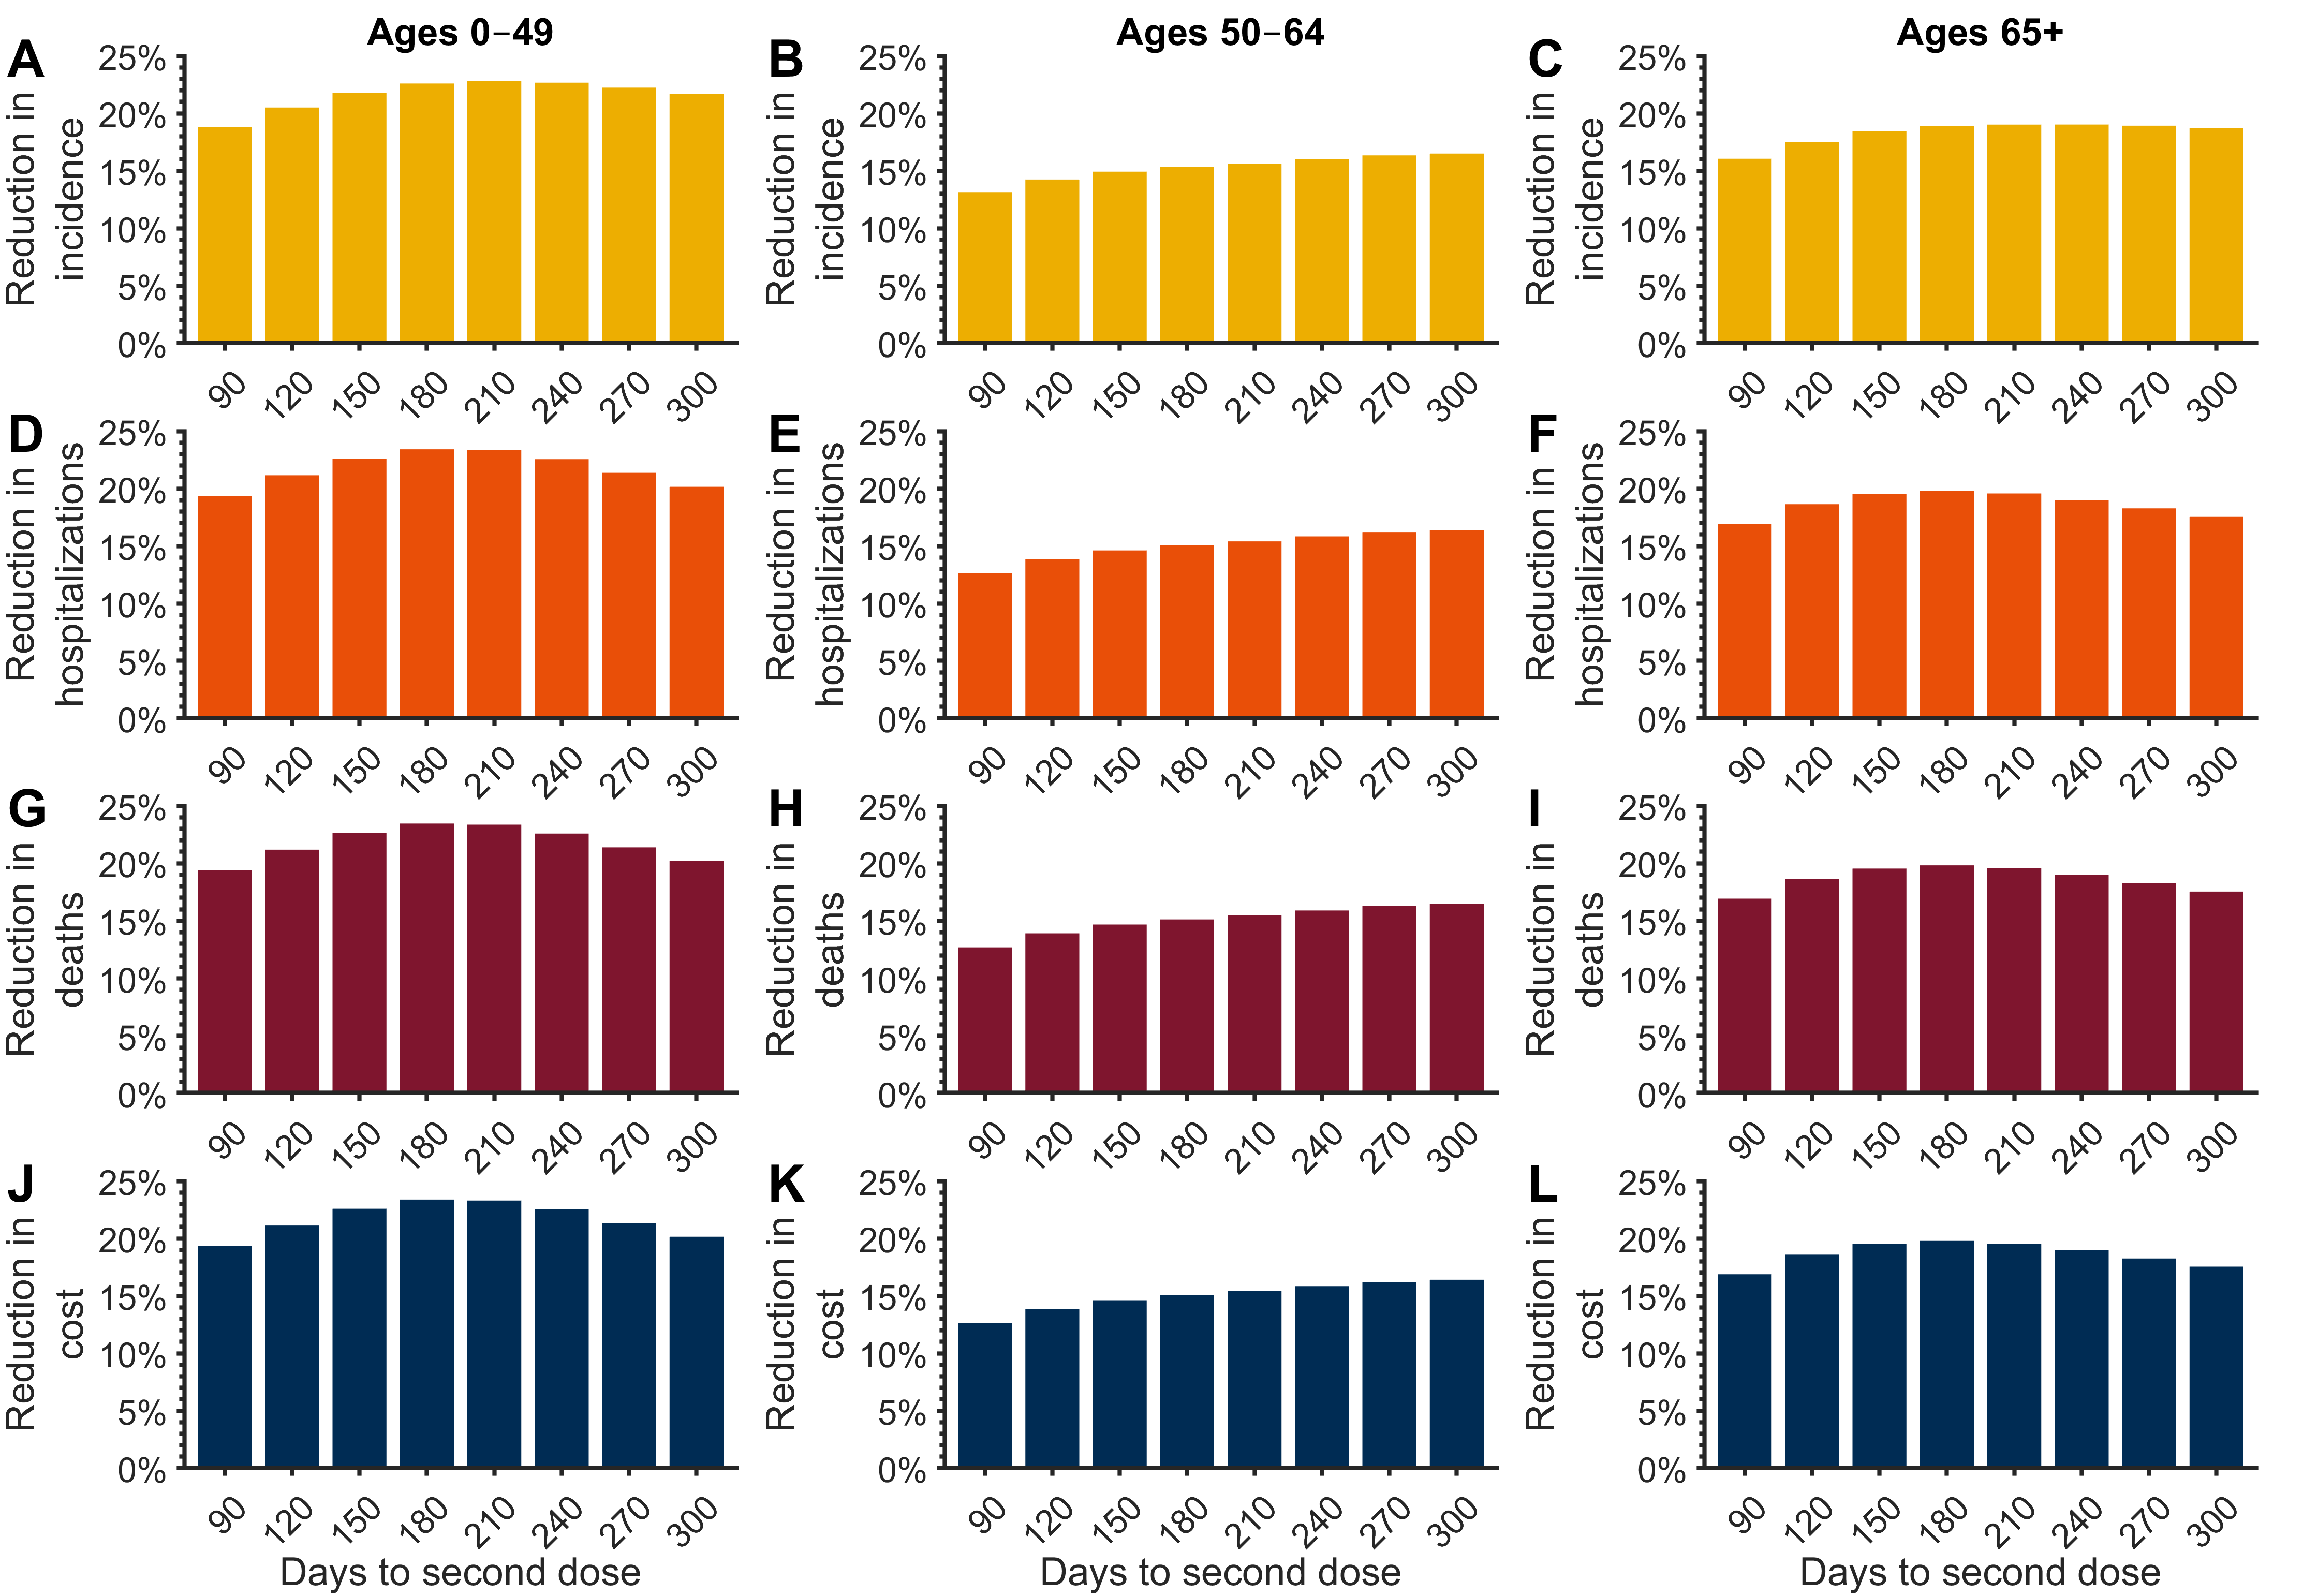 Ages 0–49
Ages 50–64
Ages 65+
A
Reduction in
incidence
25%
20%
15%
10%
5%
0%
90 120 150 180 210 240 270 300
B
Reduction in
incidence
25%
20%
15%
10%
5%
0%
90 120 150 180 210 240 270 300
C
Reduction in
incidence
25%
20%
15%
10%
5%
0%
90 120 150 180 210 240 270 300
D
Reduction in
hospitalizations
25%
20%
15%
10%
5%
0%
90 120 150 180 210 240 270 300
E
Reduction in
hospitalizations
25%
20%
15%
10%
5%
0%
90 120 150 180 210 240 270 300
F
Reduction in
hospitalizations
25%
20%
15%
10%
5%
0%
90 120 150 180 210 240 270 300
G
Reduction in
deaths
25%
20%
15%
10%
5%
0%
90 120 150 180 210 240 270 300
H
Reduction in
deaths
25%
20%
15%
10%
5%
0%
90 120 150 180 210 240 270 300
I
Reduction in
deaths
25%
20%
15%
10%
5%
0%
90 120 150 180 210 240 270 300
J
Reduction in
cost
25%
20%
15%
10%
5%
0%
90 120 150 180 210 240 270 300
Days to second dose
K
Reduction in
cost
25%
20%
15%
10%
5%
0%
90 120 150 180 210 240 270 300
Days to second dose
L
Reduction in
cost
25%
20%
15%
10%
5%
0%
90 120 150 180 210 240 270 300
Days to second dose